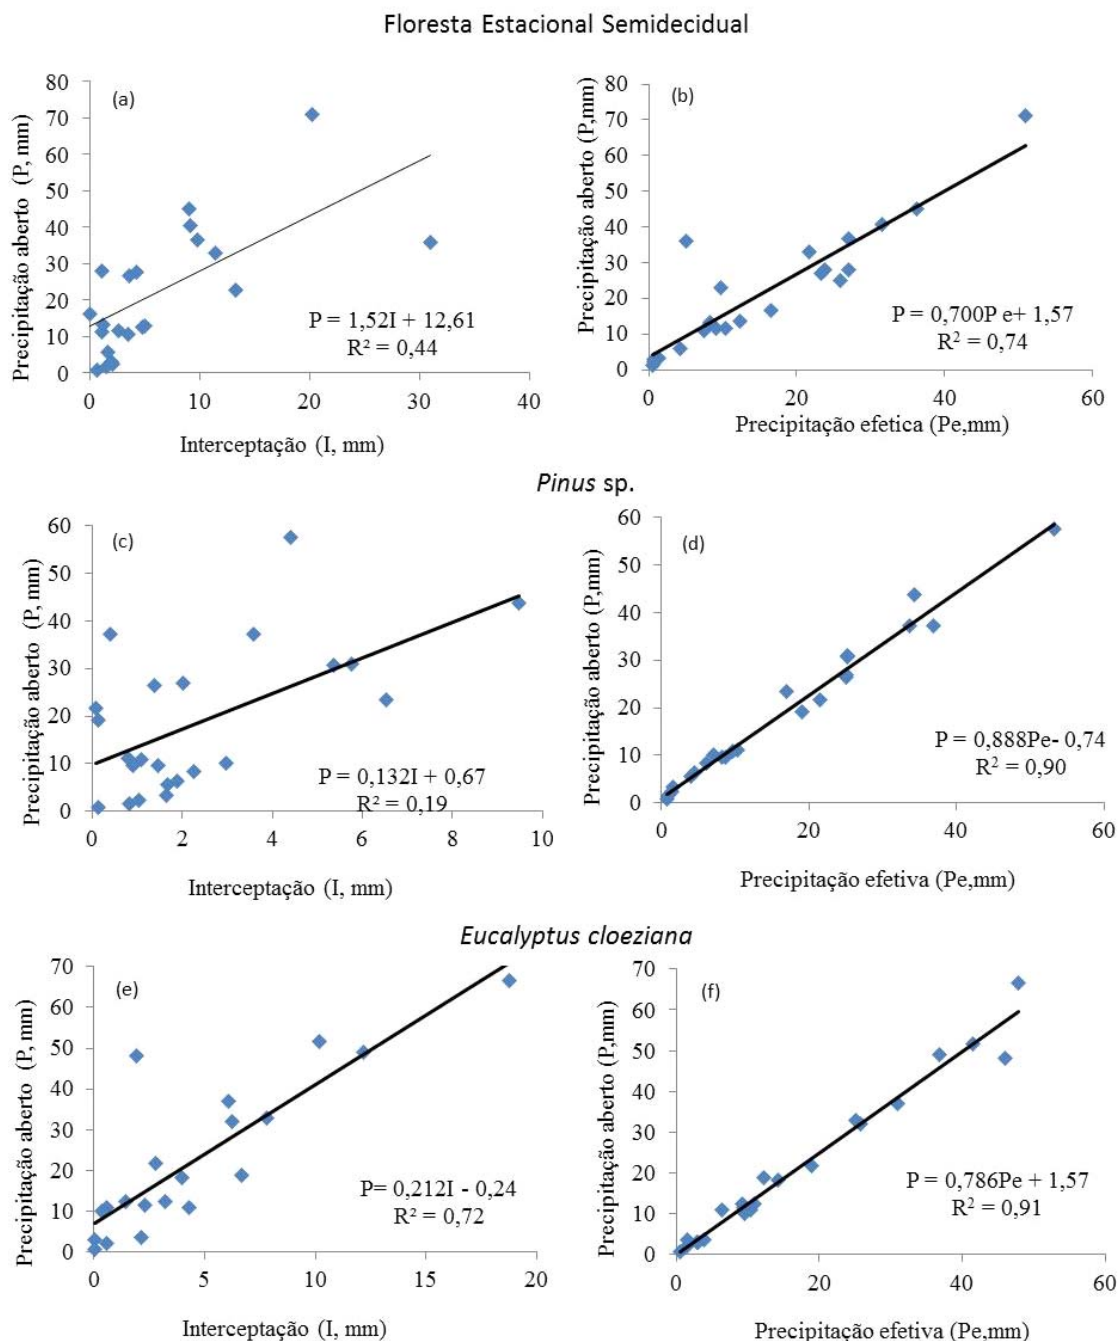 Floresta Estacional Semidecidual
(a)
Precipitação aberto (P, mm)
80
70
60
50
40
30
20
10
0
P = 1,52I + 12,61
R² = 0,44
0 10 20 30 40
Interceptação (I, mm)
(b)
Precipitação aberto (P,mm)
80
70
60
50
40
30
20
10
0
P = 0,700P e+ 1,57
R² = 0,74
0 20 40 60
Precipitação efetica (Pe,mm)
Pinus sp.
(c)
Precipitação aberto (P, mm)
60
50
40
30
20
10
0
P = 0,132I + 0,67
R² = 0,19
0 2 4 6 8 10
Interceptação (I, mm)
(d)
Precipitação aberto (P,mm)
60
50
40
30
20
10
0
P = 0,888Pe- 0,74
R² = 0,90
0 20 40 60
Precipitação efetiva (Pe,mm)
Eucalyptus cloeziana
(e)
Precipitação aberto (P, mm)
70
60
50
40
30
20
10
0
P= 0,212I - 0,24
R² = 0,72
0 5 10 15 20
Interceptação (I, mm)
(f)
Precipitação aberto (P,mm)
70
60
50
40
30
20
10
0
P = 0,786Pe + 1,57
R² = 0,91
0 20 40 60
Precipitação efetiva (Pe,mm)